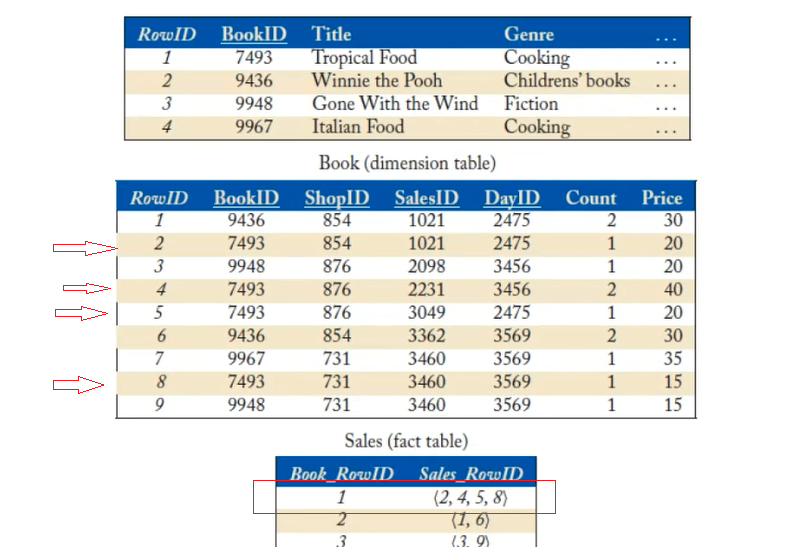 RowID BookID Title Genre ...
1 7493 Tropical Food Cooking ...
2 9436 Winnie the Pooh Childrens' books ...
3 9948 Gone With the Wind Fiction ...
4 9967 Italian Food Cooking ...
Book (dimension table)
RowID BookID ShopID SalesID DayID Count Price
1 9436 854 1021 2475 2 30
2 7493 854 1021 2475 1 20
3 9948 876 2098 3456 1 20
4 7493 876 2231 3456 2 40
5 7493 876 3049 2475 1 20
6 9436 854 3362 3569 2 30
7 9967 731 3460 3569 1 35
8 7493 731 3460 3569 1 15
9 9948 731 3460 3569 1 15
Sales (fact table)
Book_RowID Sales_RowID
1 ⟨2, 4, 5, 8⟩
2 ⟨1, 6⟩
3 ⟨3, 9⟩